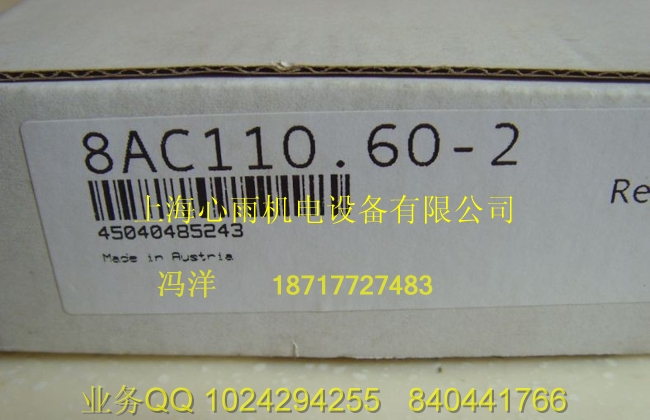 8AC110.60-2
Re
上海心雨机电设备有限公司
45040485243
Made in Austria
冯洋 18717727483
业务QQ 1024294255 840441766